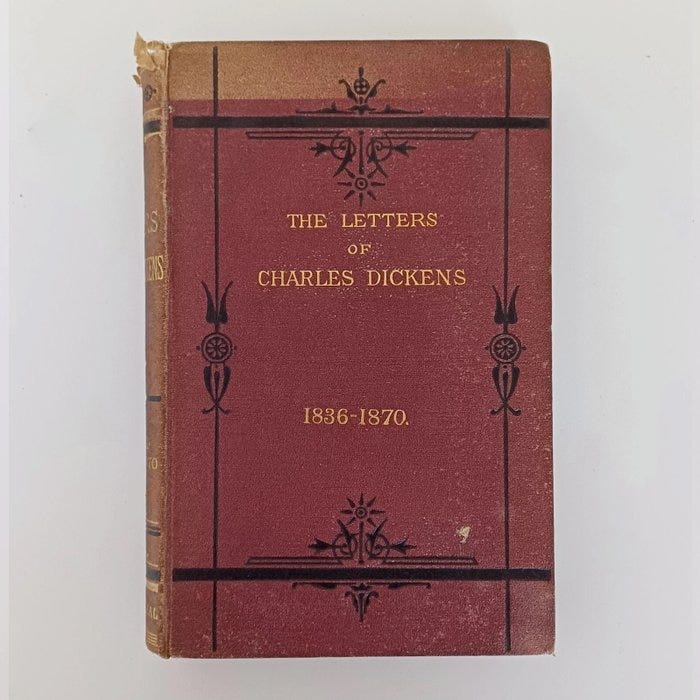 THE LETTERS
OF
CHARLES DICKENS
1836-1870.